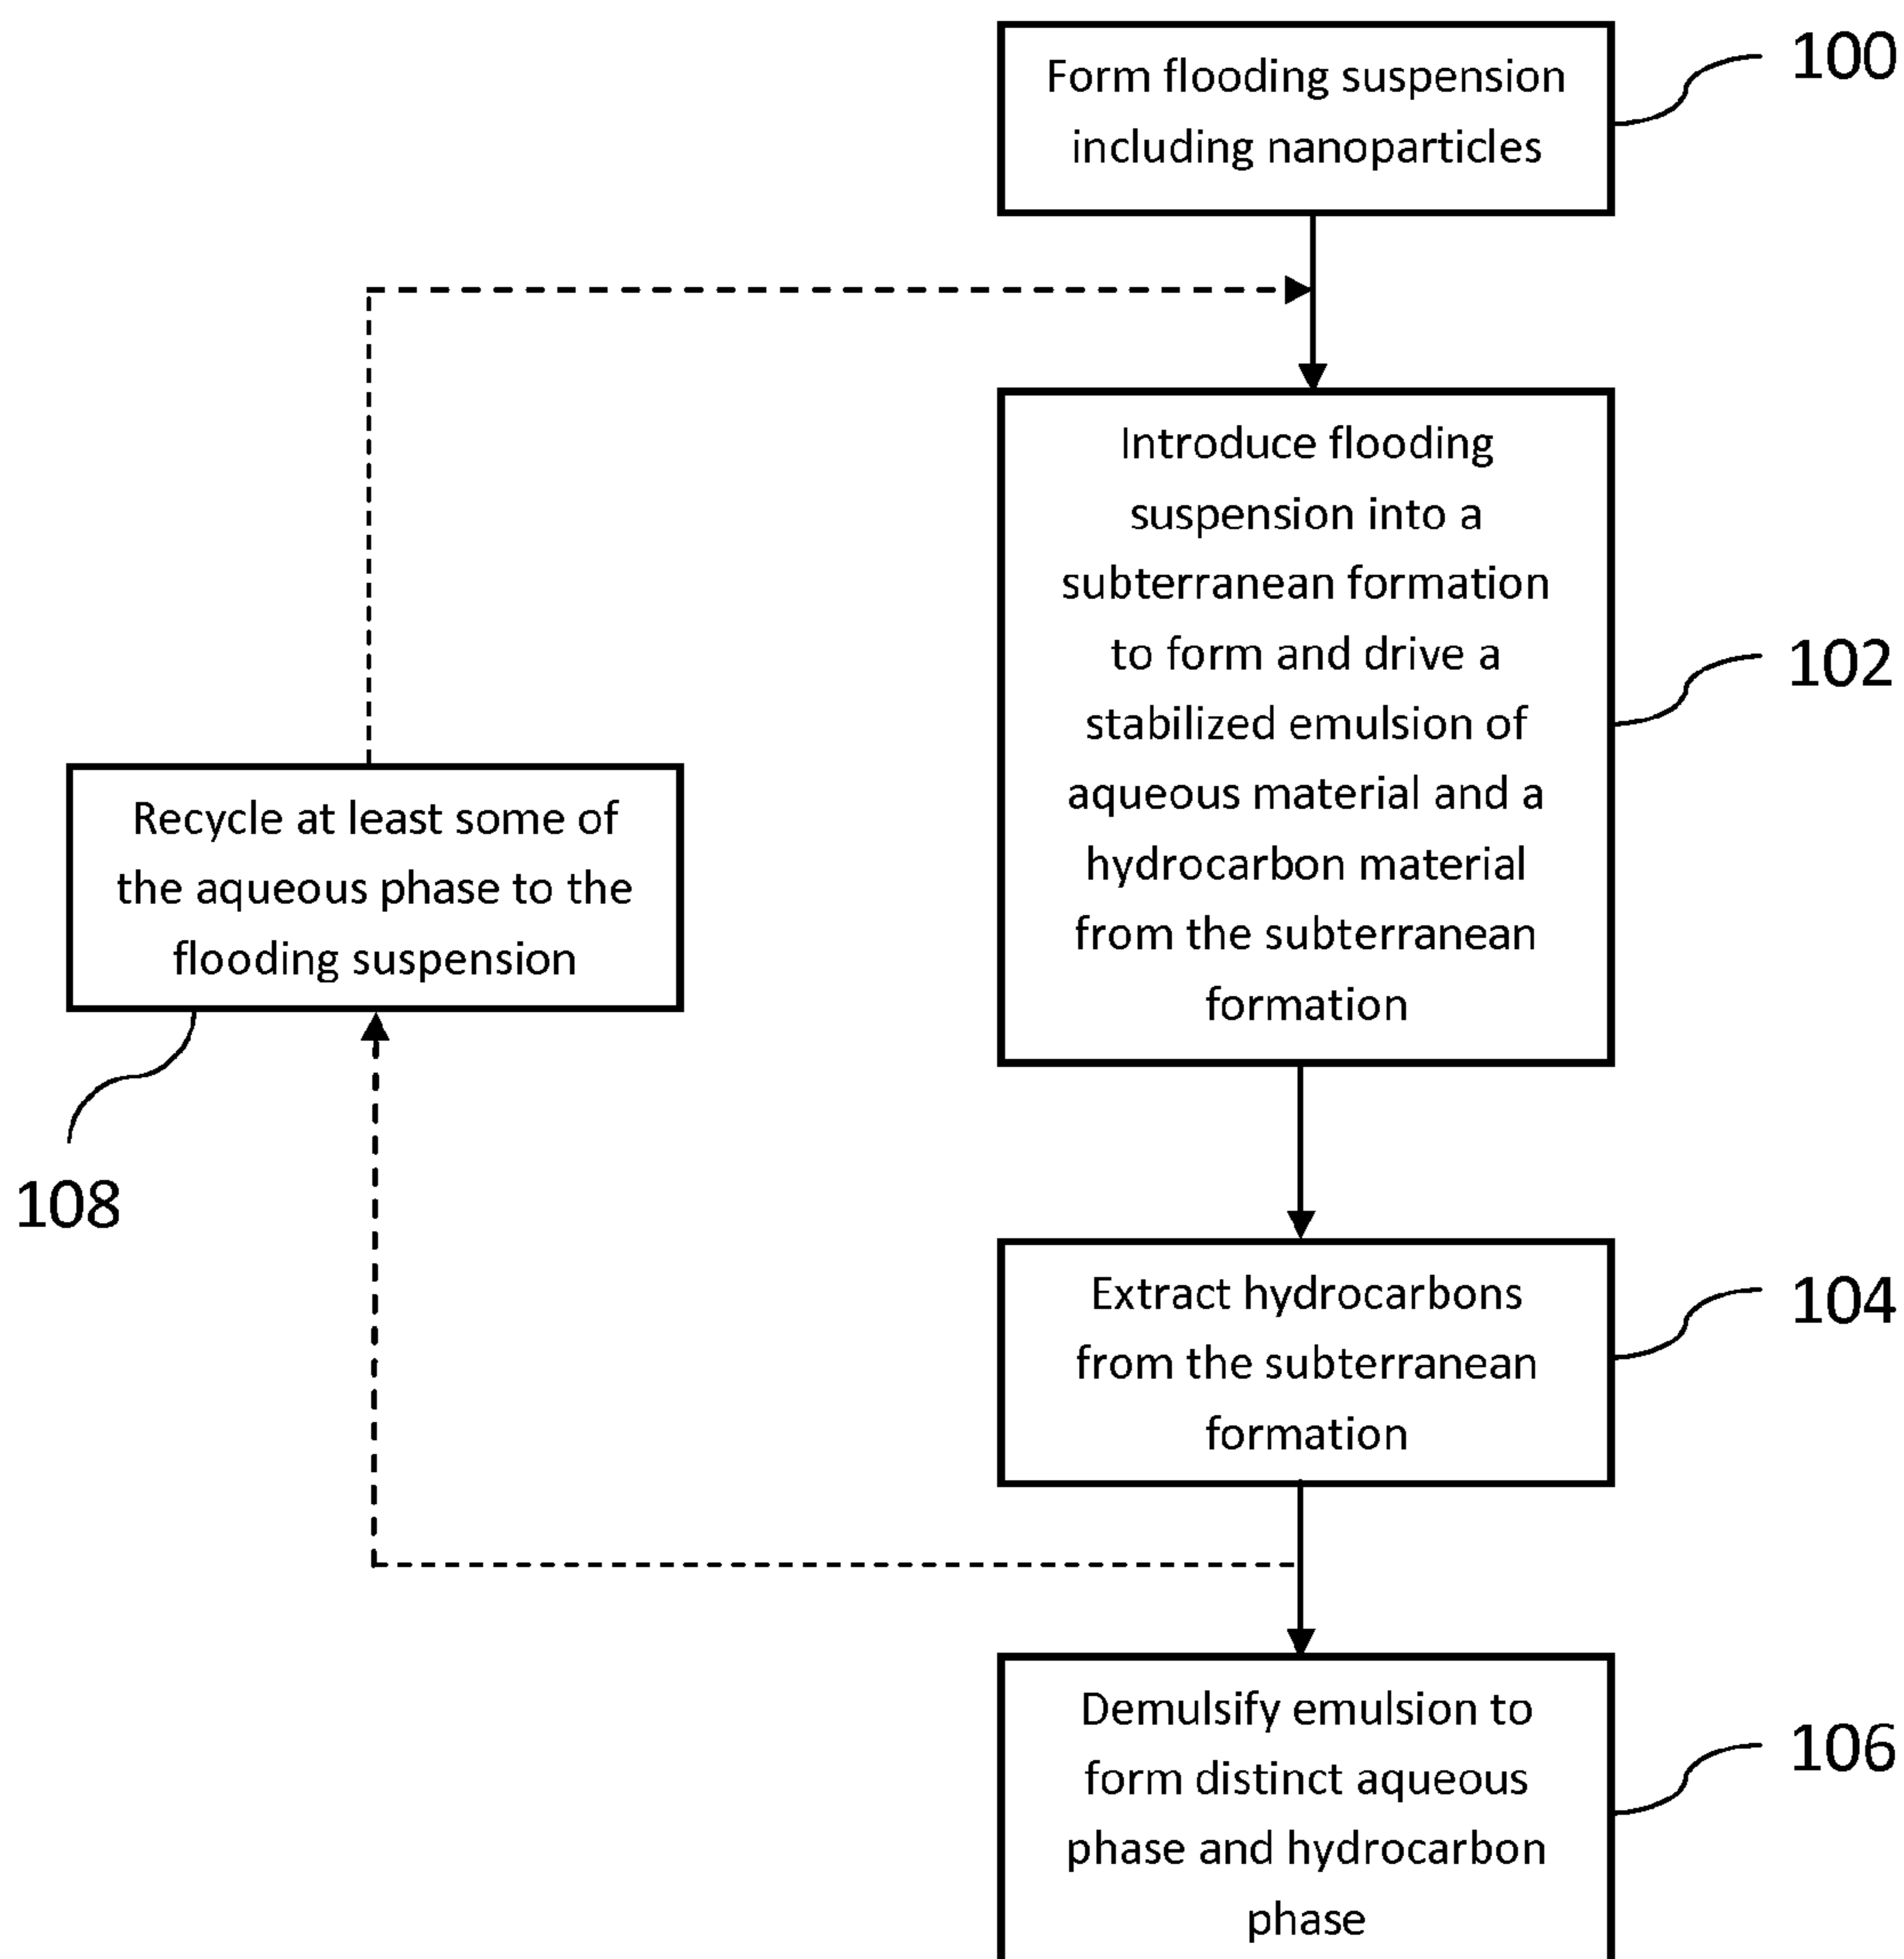 Form flooding suspension
including nanoparticles
100
Introduce flooding
suspension into a
subterranean formation
to form and drive a
stabilized emulsion of
aqueous material and a
hydrocarbon material
from the subterranean
formation
102
Recycle at least some of
the aqueous phase to the
flooding suspension
108
Extract hydrocarbons
from the subterranean
formation
104
Demulsify emulsion to
form distinct aqueous
phase and hydrocarbon
phase
106